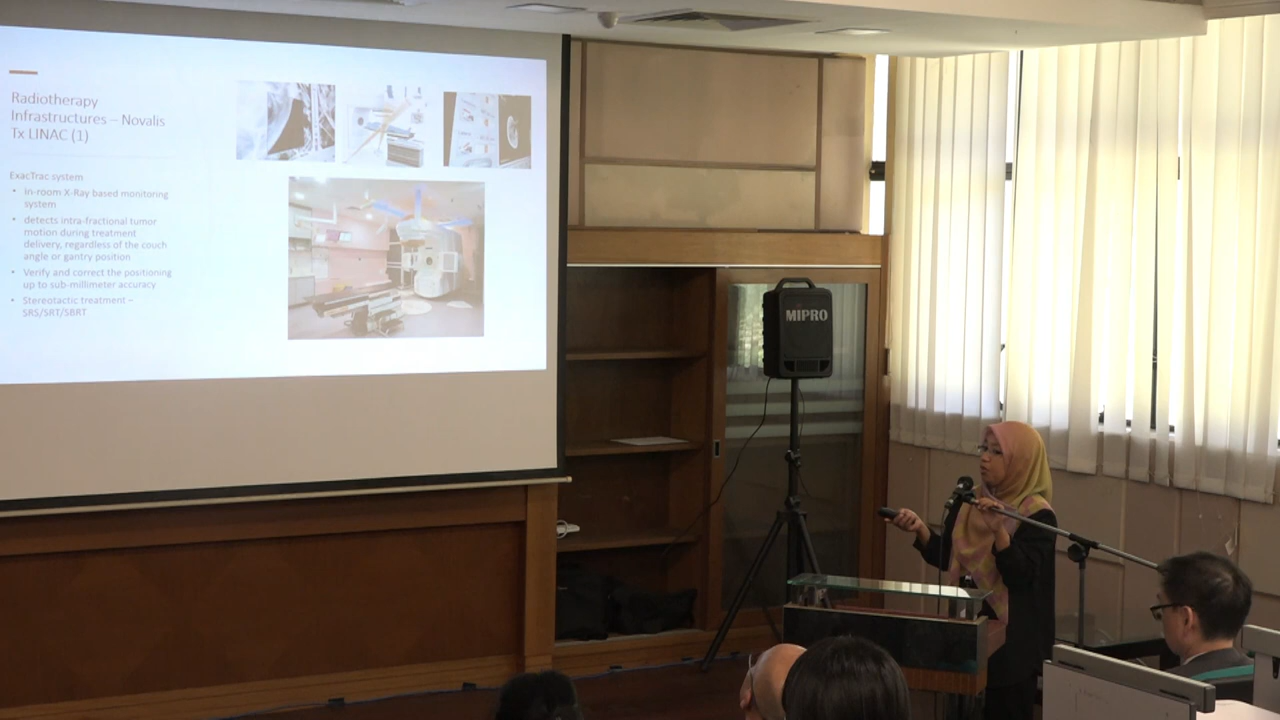 Radiotherapy
Infrastructures – Novalis
Tx LINAC (1)
ExacTrac system
• In-room X-Ray based monitoring
system
• detects intra-fractional tumor
motion during treatment
delivery, regardless of the couch
angle or gantry position
• Verify and correct the positioning
up to sub-millimeter accuracy
• Stereotactic treatment –
SRS/SRT/SBRT
MIPRO